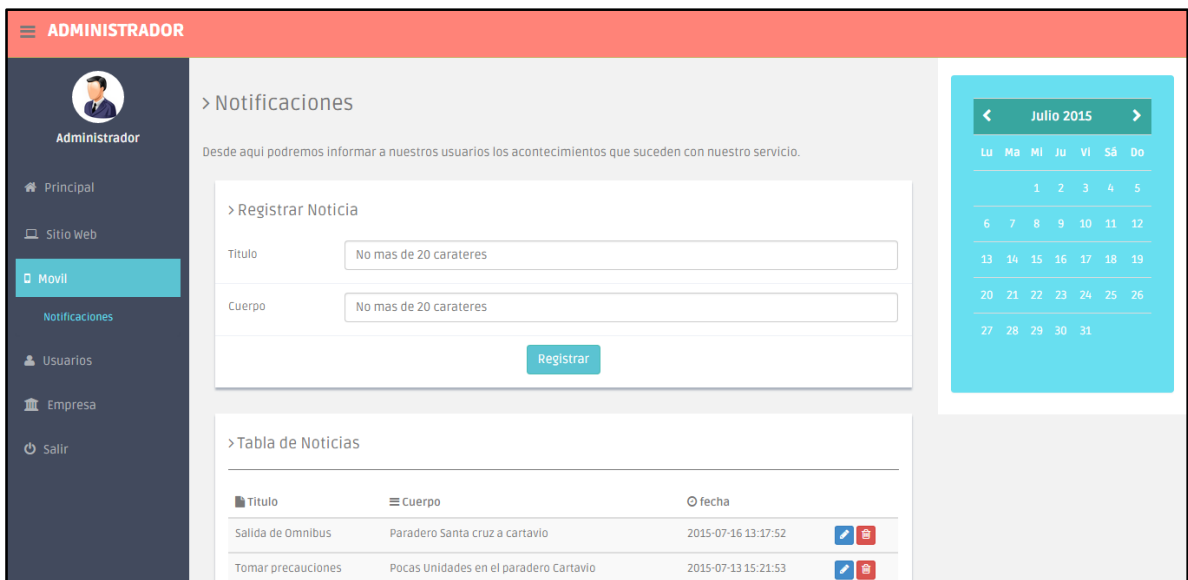 ADMINISTRADOR
Administrador
Principal
Sitio Web
Movil
Notificaciones
Usuarios
Empresa
Salir
> Notificaciones
Desde aqui podremos informar a nuestros usuarios los acontecimientos que suceden con nuestro servicio.
> Registrar Noticia
Titulo No mas de 20 carateres
Cuerpo No mas de 20 carateres
Registrar
> Tabla de Noticias
Titulo Cuerpo fecha
Salida de Omnibus Paradero Santa cruz a cartavio 2015-07-16 13:17:52
Tomar precauciones Pocas Unidades en el paradero Cartavio 2015-07-13 15:21:53
Julio 2015
Lu Ma Mi Ju Vi Sá Do
1 2 3 4 5
6 7 8 9 10 11 12
13 14 15 16 17 18 19
20 21 22 23 24 25 26
27 28 29 30 31